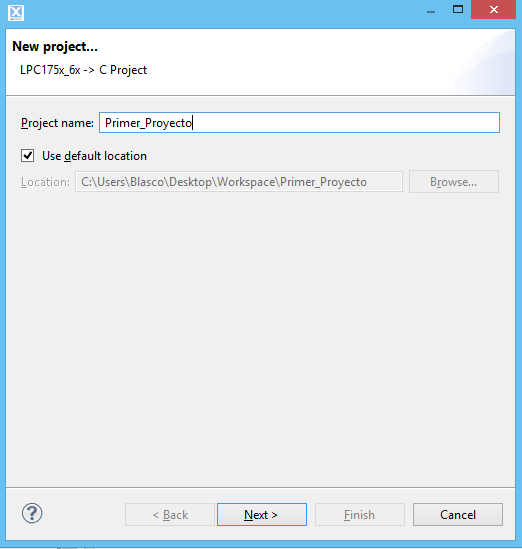 New project...
LPC175x_6x -> C Project
Project name: Primer_Proyecto
Use default location
Location: C:\Users\Blasco\Desktop\Workspace\Primer_Proyecto Browse...
< Back Next > Finish Cancel